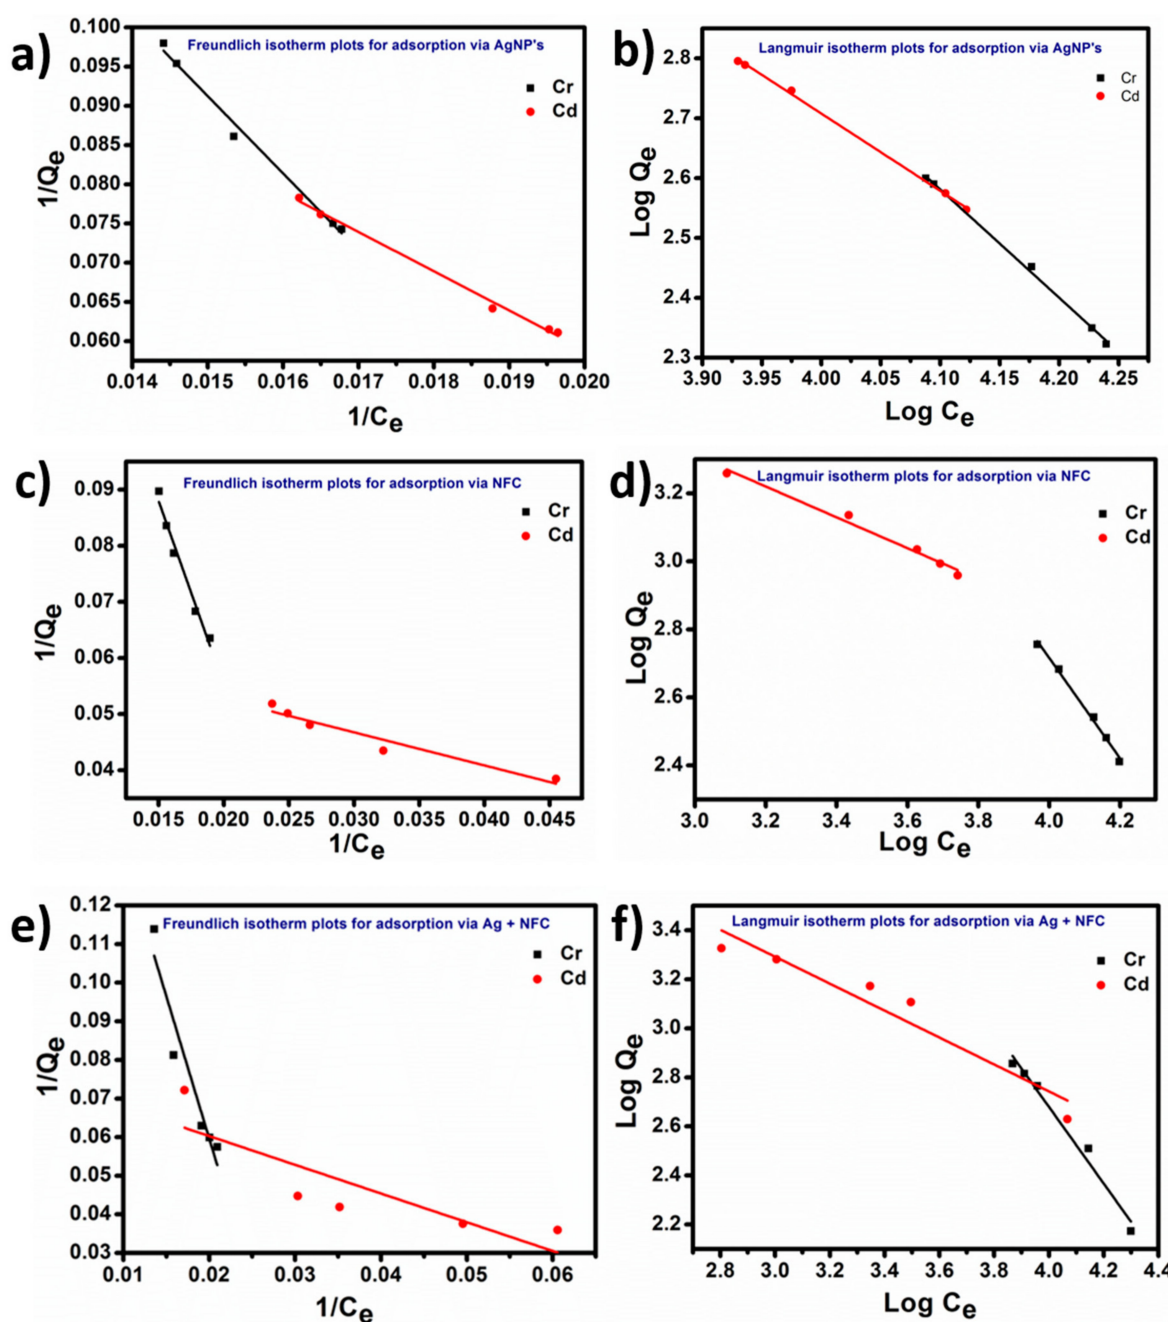 a)
Freundlich isotherm plots for adsorption via AgNP's
Cr
Cd
0.100
0.095
0.090
0.085
0.080
0.075
0.070
0.065
0.060
1/Qe
0.014 0.015 0.016 0.017 0.018 0.019 0.020
1/Ce
b)
Langmuir isotherm plots for adsorption via AgNP's
Cr
Cd
2.8
2.7
2.6
2.5
2.4
2.3
Log Qe
3.90 3.95 4.00 4.05 4.10 4.15 4.20 4.25
Log Ce
c)
Freundlich isotherm plots for adsorption via NFC
Cr
Cd
0.09
0.08
0.07
0.06
0.05
0.04
1/Qe
0.015 0.020 0.025 0.030 0.035 0.040 0.045
1/Ce
d)
Langmuir isotherm plots for adsorption via NFC
Cr
Cd
3.2
3.0
2.8
2.6
2.4
Log Qe
3.0 3.2 3.4 3.6 3.8 4.0 4.2
Log Ce
e)
Freundlich isotherm plots for adsorption via Ag + NFC
Cr
Cd
0.12
0.11
0.10
0.09
0.08
0.07
0.06
0.05
0.04
0.03
1/Qe
0.01 0.02 0.03 0.04 0.05 0.06
1/Ce
f)
Langmuir isotherm plots for adsorption via Ag + NFC
Cr
Cd
3.4
3.2
3.0
2.8
2.6
2.4
2.2
Log Qe
2.8 3.0 3.2 3.4 3.6 3.8 4.0 4.2 4.4
Log Ce